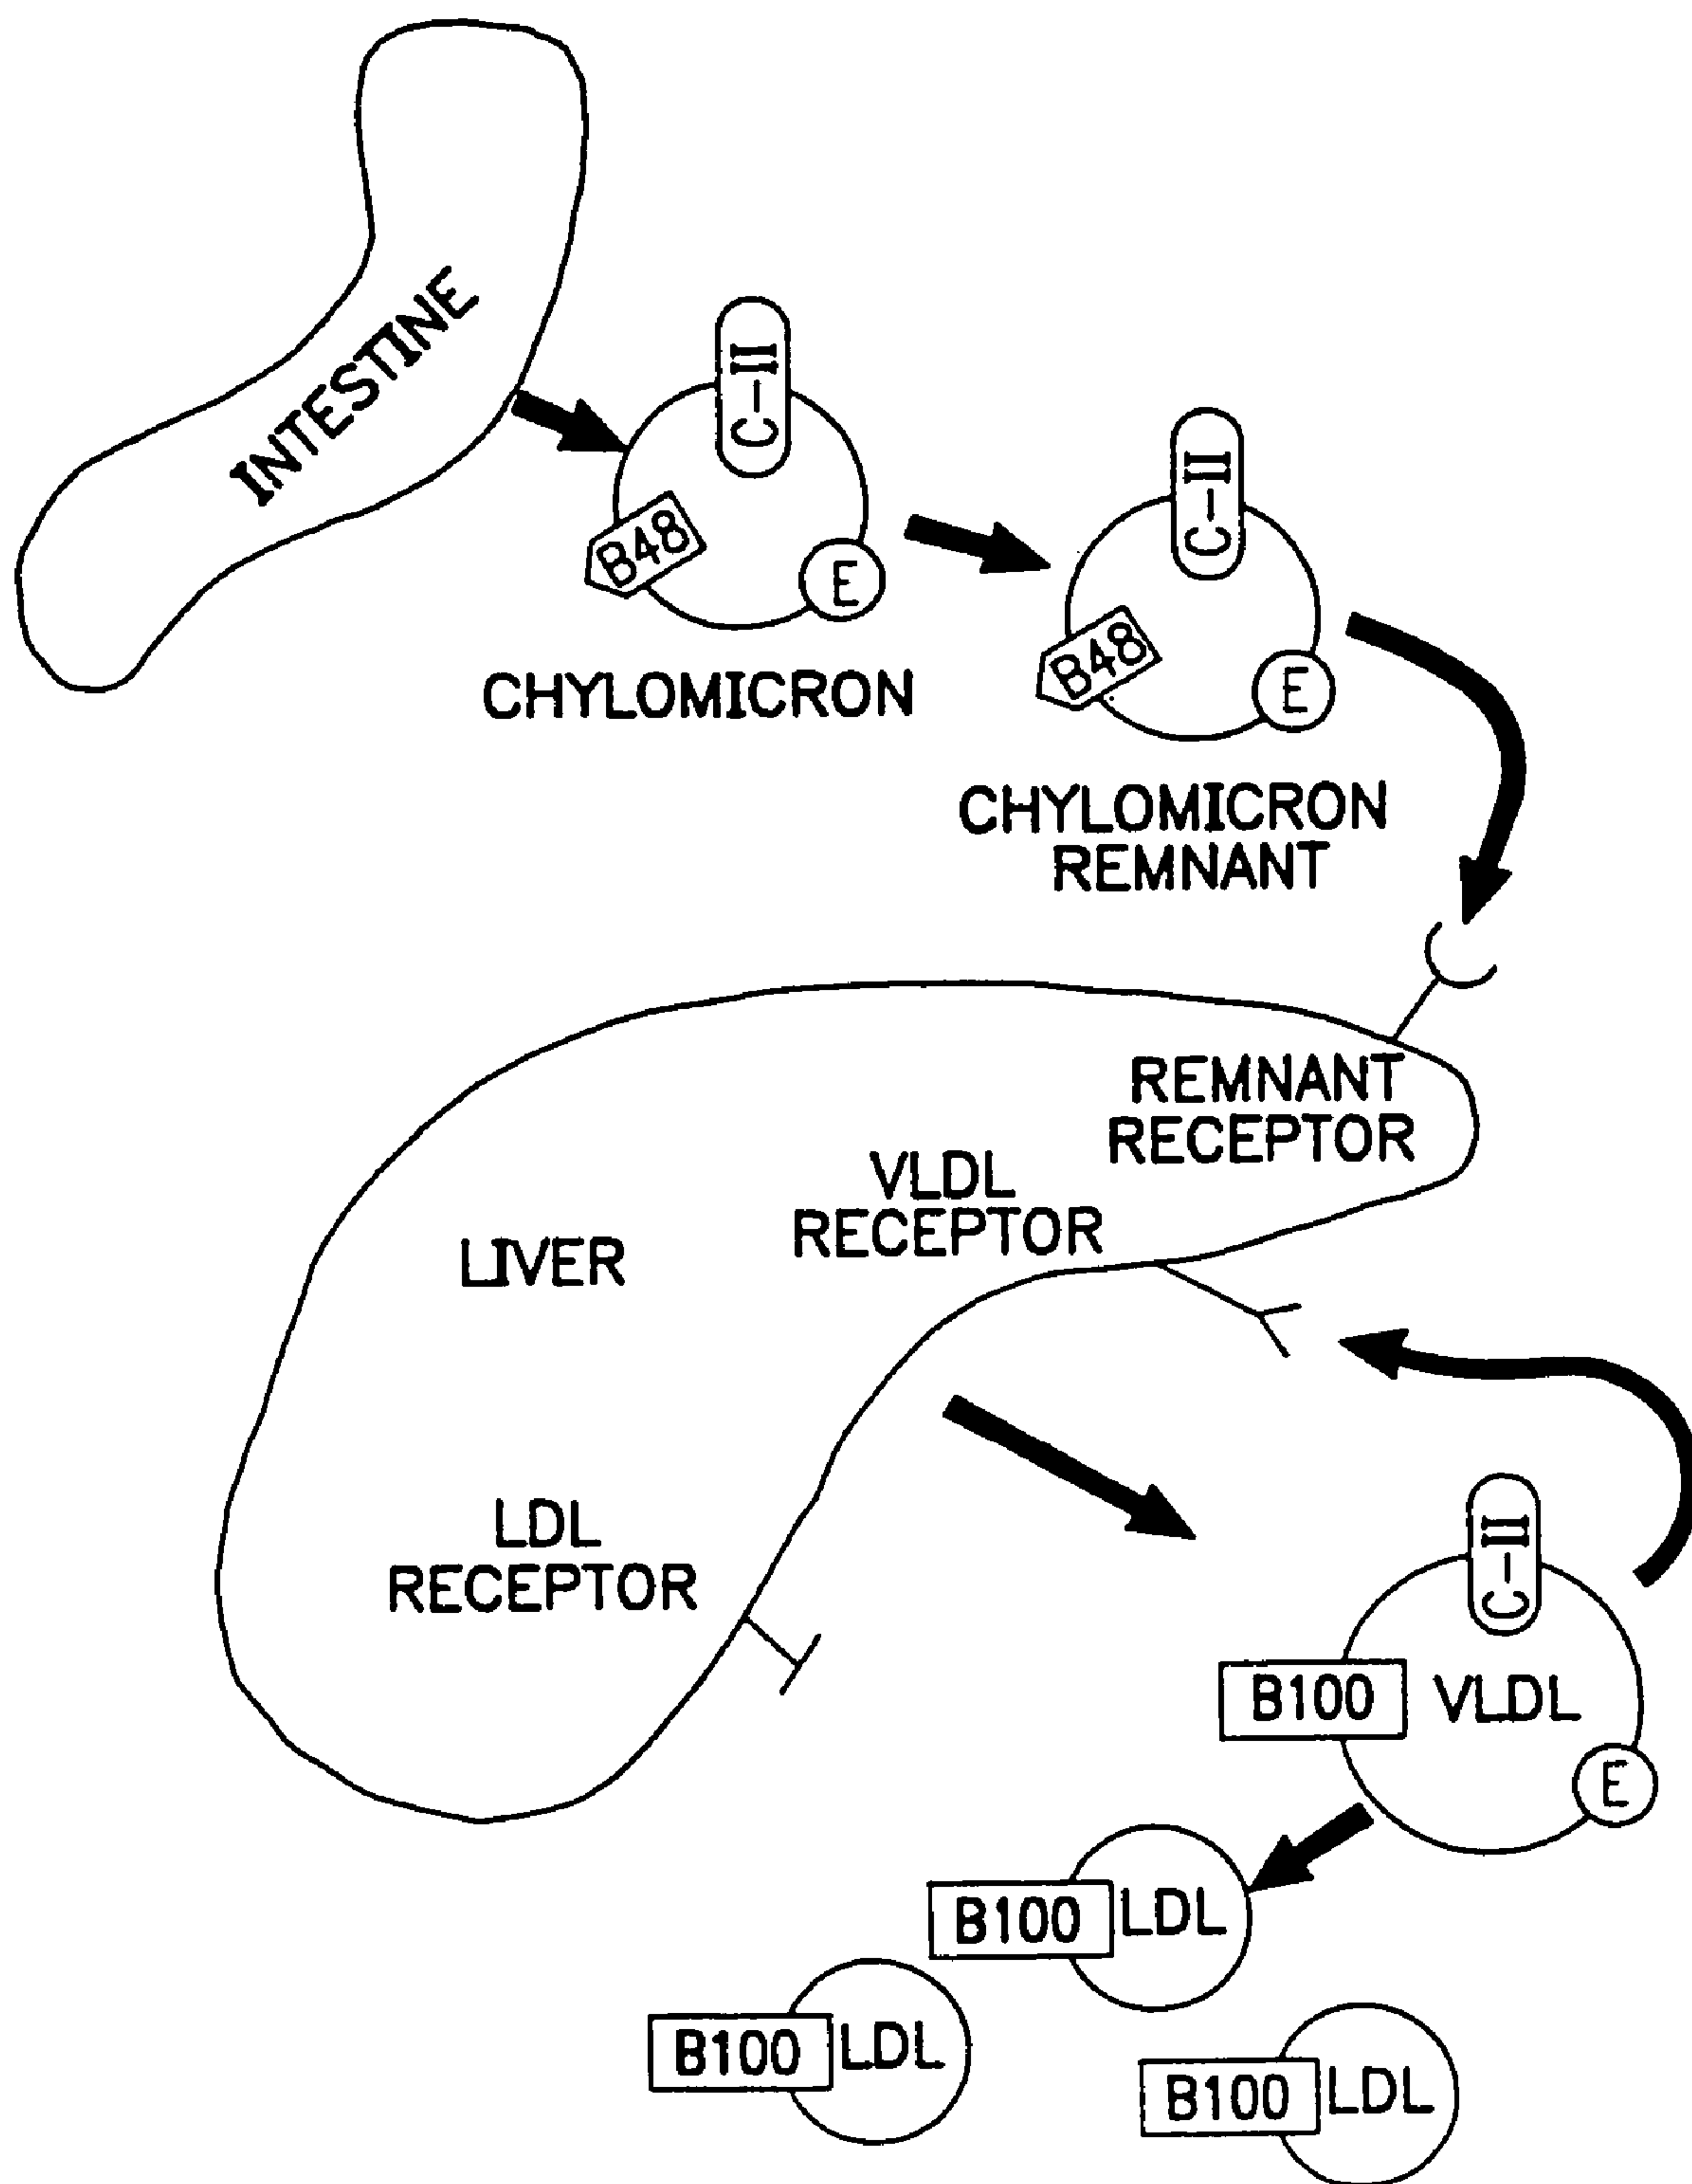 INTESTINE
C-II
B48
E
CHYLOMICRON
C-II
B48
E
CHYLOMICRON
REMNANT
REMNANT
RECEPTOR
VLDL
RECEPTOR
LIVER
LDL
RECEPTOR
C-II
B100
VLDL
E
B100
LDL
B100
LDL
B100
LDL